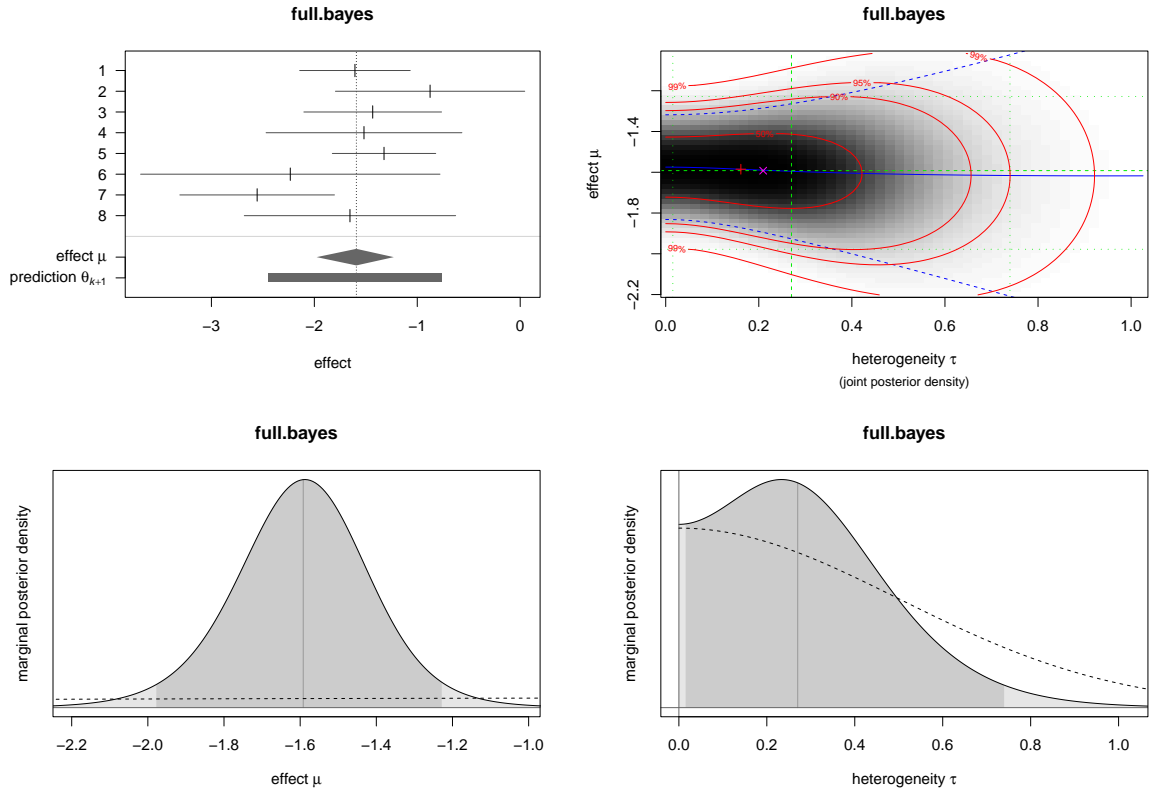 full.bayes
1
2
3
4
5
6
7
8
effect μ
prediction θk+1
−3 −2 −1 0
effect
full.bayes
effect μ
−1.4
−1.8
−2.2
99%
99%
95%
90%
50%
99%
0.0 0.2 0.4 0.6 0.8 1.0
heterogeneity τ
(joint posterior density)
full.bayes
marginal posterior density
−2.2 −2.0 −1.8 −1.6 −1.4 −1.2 −1.0
effect μ
full.bayes
marginal posterior density
0.0 0.2 0.4 0.6 0.8 1.0
heterogeneity τ